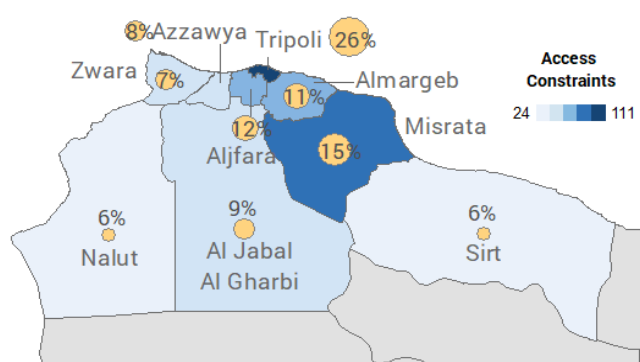 8% Azzawya
Tripoli 26%
Zwara
7%
Almargeb
11%
Misrata
12%
Aljfara
15%
6%
Nalut
9%
Al Jabal
Al Gharbi
6%
Sirt
Access
Constraints
24 111